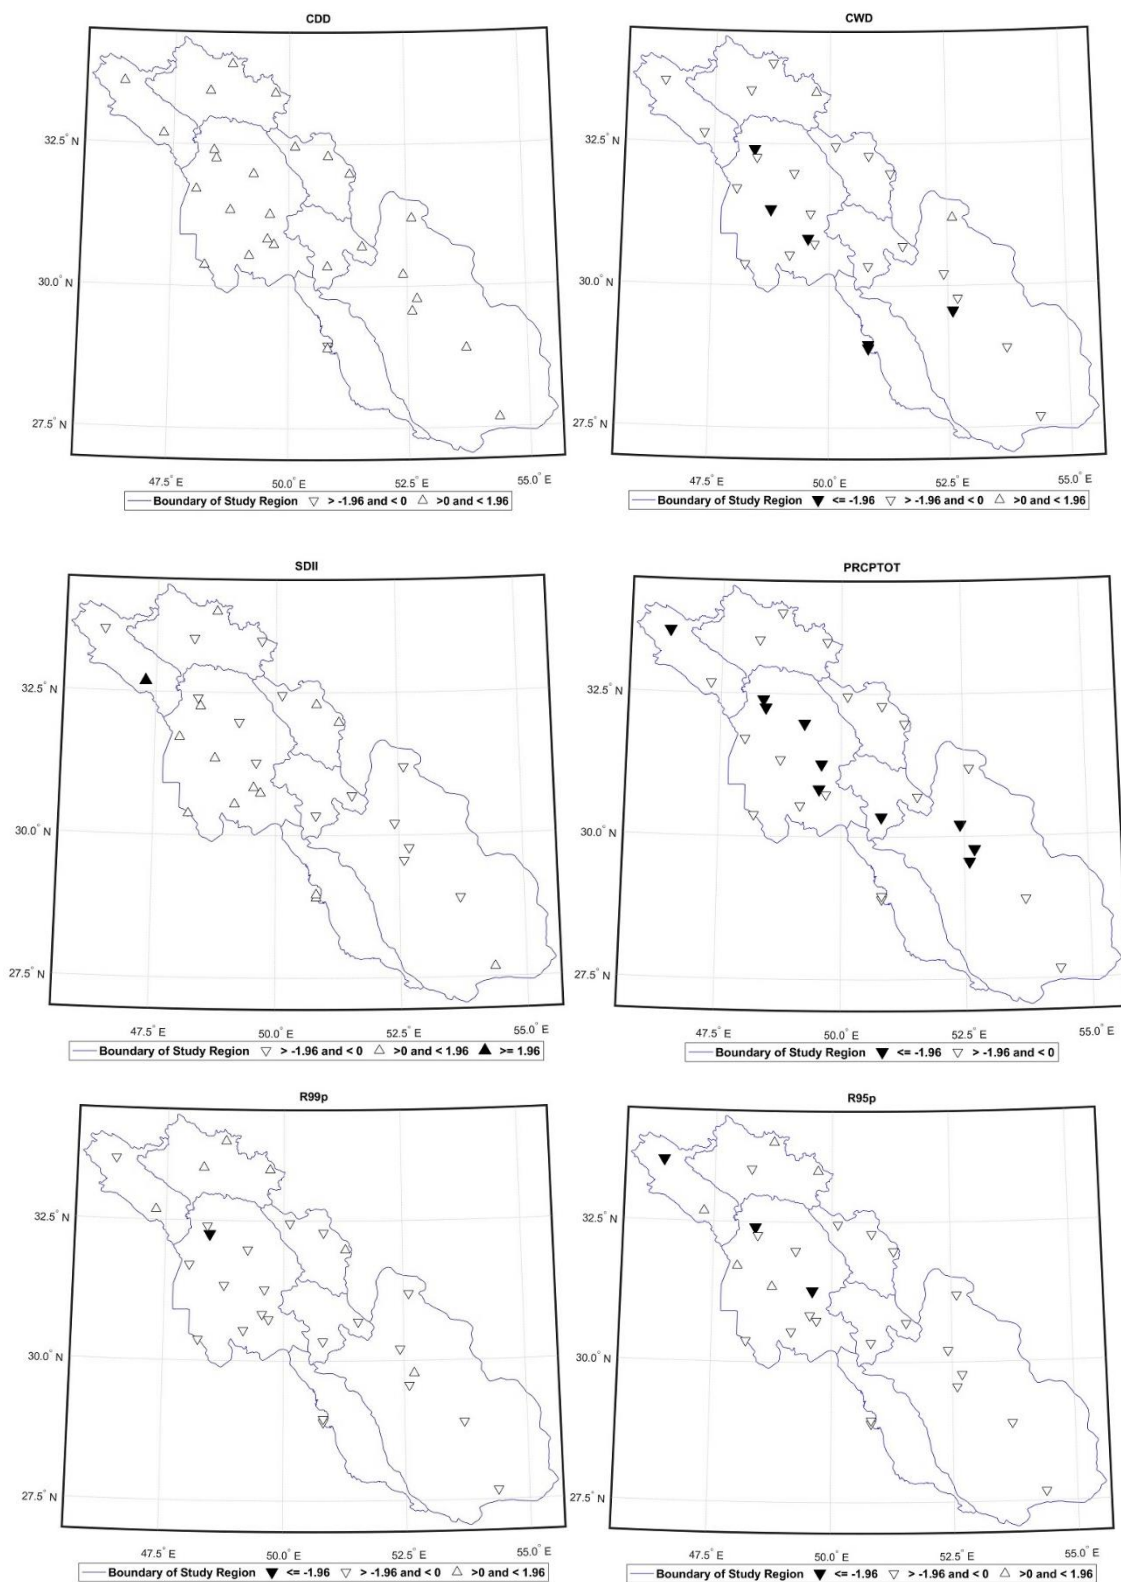 CDD
32.5° N
30.0° N
27.5° N
47.5° E 50.0° E 52.5° E 55.0° E
Boundary of Study Region ▽ > -1.96 and < 0 △ >0 and < 1.96
CWD
32.5° N
30.0° N
27.5° N
47.5° E 50.0° E 52.5° E 55.0° E
Boundary of Study Region ▼ <= -1.96 ▽ > -1.96 and < 0 △ >0 and < 1.96
SDII
32.5° N
30.0° N
27.5° N
47.5° E 50.0° E 52.5° E 55.0° E
Boundary of Study Region ▽ > -1.96 and < 0 △ >0 and < 1.96 ▲ >= 1.96
PRCPTOT
32.5° N
30.0° N
27.5° N
47.5° E 50.0° E 52.5° E 55.0° E
Boundary of Study Region ▼ <= -1.96 ▽ > -1.96 and < 0
R99p
32.5° N
30.0° N
27.5° N
47.5° E 50.0° E 52.5° E 55.0° E
Boundary of Study Region ▼ <= -1.96 ▽ > -1.96 and < 0 △ >0 and < 1.96
R95p
32.5° N
30.0° N
27.5° N
47.5° E 50.0° E 52.5° E 55.0° E
Boundary of Study Region ▼ <= -1.96 ▽ > -1.96 and < 0 △ >0 and < 1.96